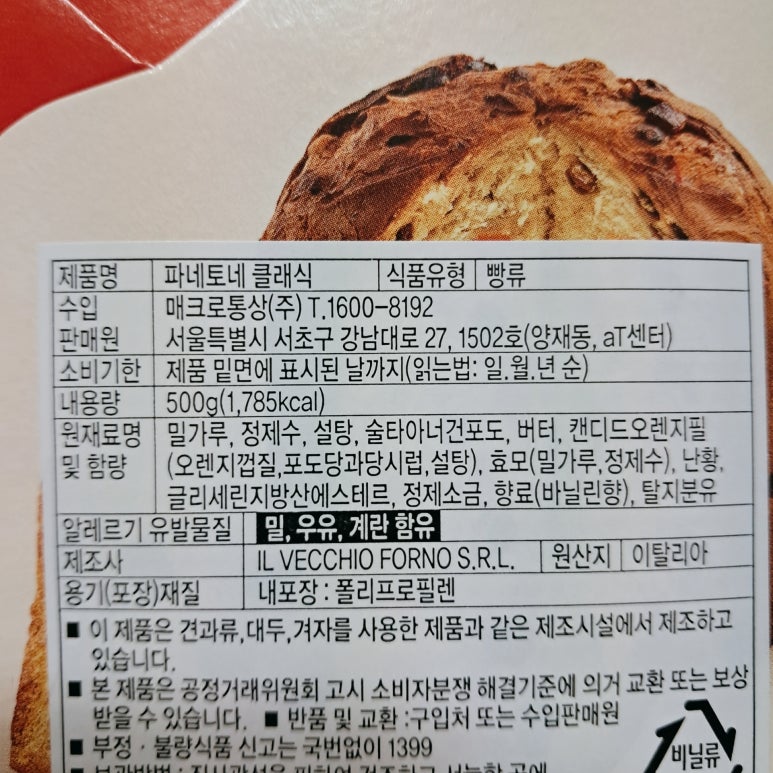 제품명 파네토네 클래식 식품유형 빵류
수입 매크로통상(주) T.1600-8192
판매원 서울특별시 서초구 강남대로 27, 1502호(양재동, aT센터)
소비기한 제품 밑면에 표시된 날까지(읽는법: 일.월.년 순)
내용량 500g(1,785kcal)
원재료명 밀가루, 정제수, 설탕, 술타아너건포도, 버터, 캔디드오렌지필
및 함량 (오렌지껍질,포도당과당시럽,설탕), 효모(밀가루,정제수), 난황,
글리세린지방산에스테르, 정제소금, 향료(바닐린향), 탈지분유
알레르기 유발물질 밀, 우유, 계란 함유
제조사 IL VECCHIO FORNO S.R.L. 원산지 이탈리아
용기(포장)재질 내포장 : 폴리프로필렌
■ 이 제품은 견과류,대두,겨자를 사용한 제품과 같은 제조시설에서 제조하고
있습니다.
■ 본 제품은 공정거래위원회 고시 소비자분쟁 해결기준에 의거 교환 또는 보상
받을 수 있습니다. ■ 반품 및 교환 :구입처 또는 수입판매원
■ 부정 · 불량식품 신고는 국번없이 1399
비닐류